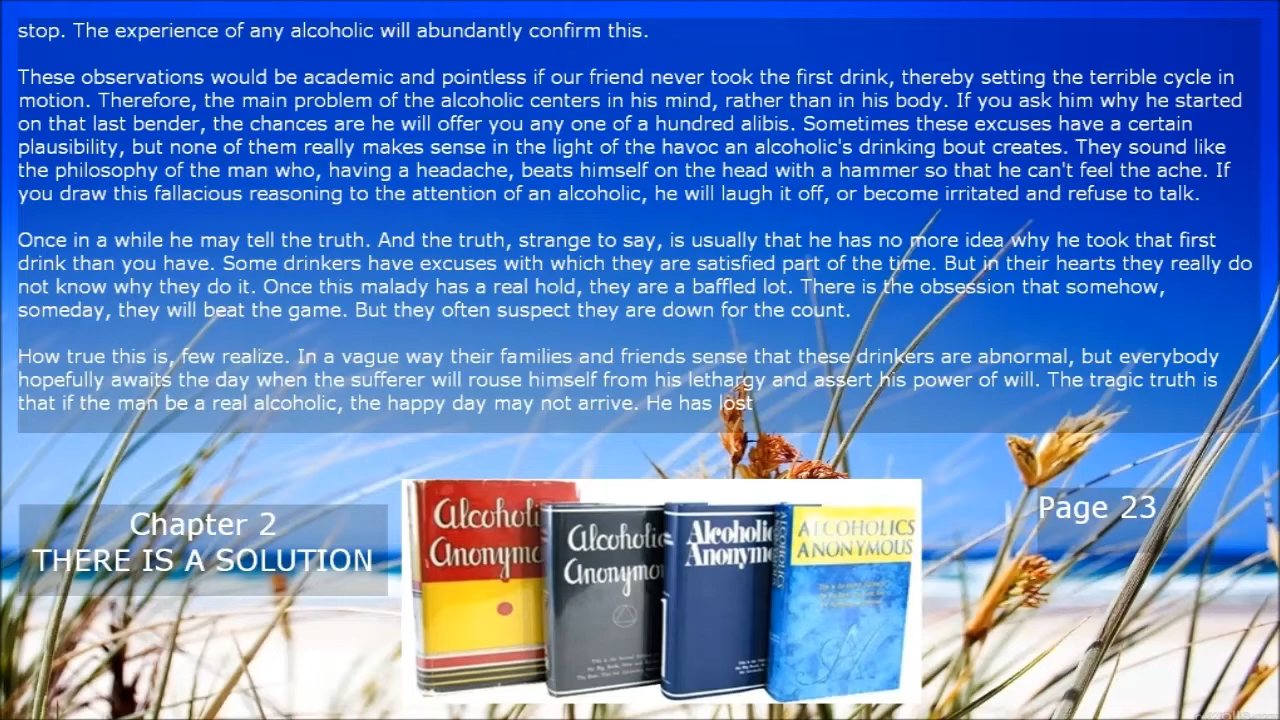 stop. The experience of any alcoholic will abundantly confirm this.
These observations would be academic and pointless if our friend never took the first drink, thereby setting the terrible cycle in
motion. Therefore, the main problem of the alcoholic centers in his mind, rather than in his body. If you ask him why he started
on that last bender, the chances are he will offer you any one of a hundred alibis. Sometimes these excuses have a certain
plausibility, but none of them really makes sense in the light of the havoc an alcoholic's drinking bout creates. They sound like
the philosophy of the man who, having a headache, beats himself on the head with a hammer so that he can't feel the ache. If
you draw this fallacious reasoning to the attention of an alcoholic, he will laugh it off, or become irritated and refuse to talk.
Once in a while he may tell the truth. And the truth, strange to say, is usually that he has no more idea why he took that first
drink than you have. Some drinkers have excuses with which they are satisfied part of the time. But in their hearts they really do
not know why they do it. Once this malady has a real hold, they are a baffled lot. There is the obsession that somehow,
someday, they will beat the game. But they often suspect they are down for the count.
How true this is, few realize. In a vague way their families and friends sense that these drinkers are abnormal, but everybody
hopefully awaits the day when the sufferer will rouse himself from his lethargy and assert his power of will. The tragic truth is
that if the man be a real alcoholic, the happy day may not arrive. He has lost
Chapter 2
THERE IS A SOLUTION
Page 23
Alcoholi
Anonymo
Alcoholic
Anonymou
Alcoholic
Anonymo
ALCOHOLICS
ANONYMOUS